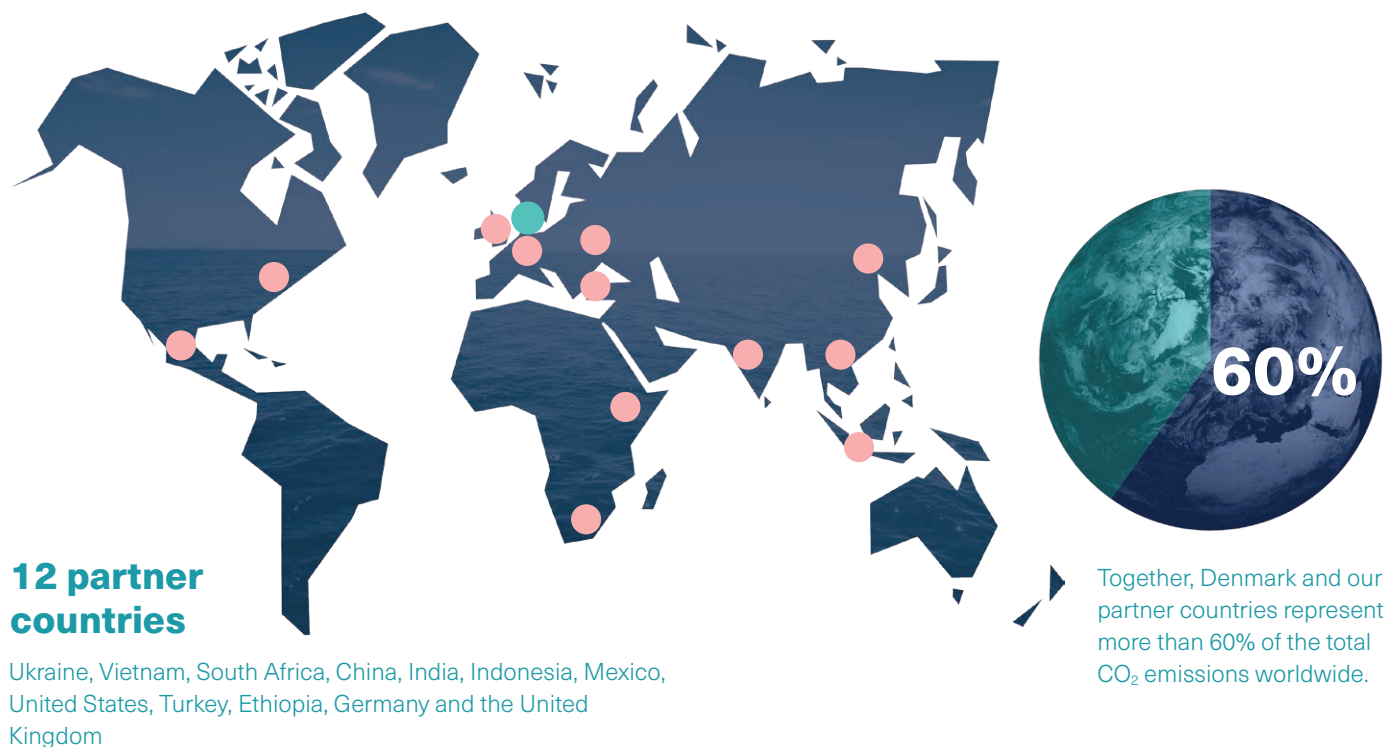 60%
12 partner
countries
Ukraine, Vietnam, South Africa, China, India, Indonesia, Mexico,
United States, Turkey, Ethiopia, Germany and the United
Kingdom
Together, Denmark and our
partner countries represent
more than 60% of the total
CO₂ emissions worldwide.